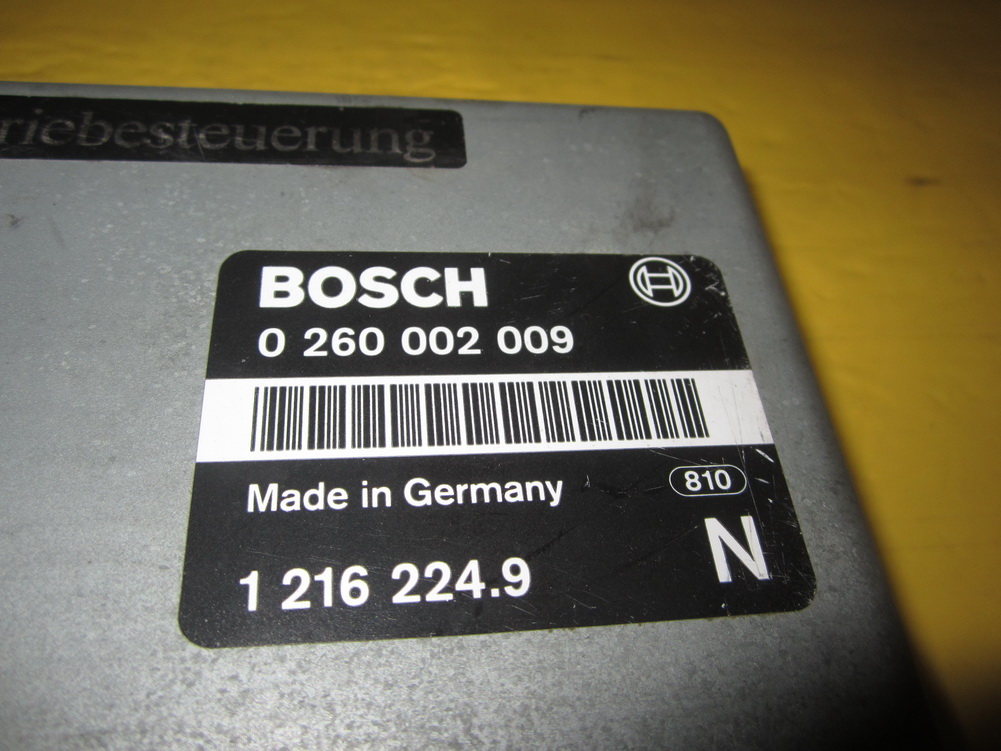 riebesteuerung
BOSCH
0 260 002 009
Made in Germany
810
N
1 216 224.9